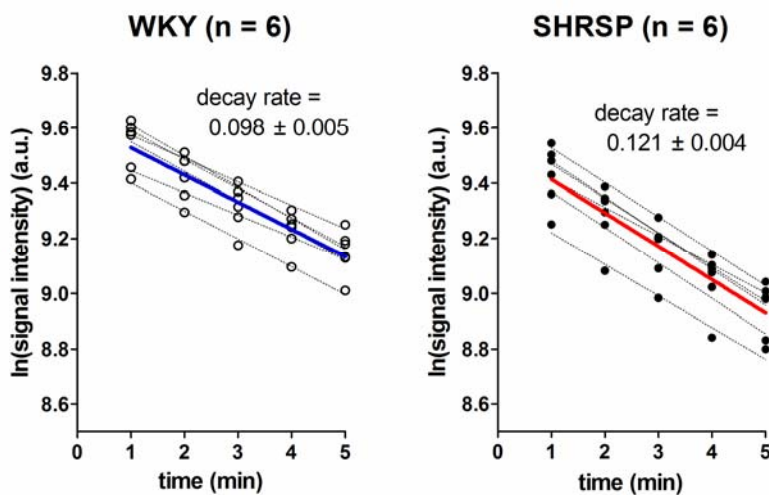 WKY (n = 6)
decay rate =
0.098 ± 0.005
9.8
9.6
9.4
9.2
9.0
8.8
8.6
ln(signal intensity) (a.u.)
0
1
2
3
4
5
time (min)
SHRSP (n = 6)
decay rate =
0.121 ± 0.004
9.8
9.6
9.4
9.2
9.0
8.8
8.6
ln(signal intensity) (a.u.)
0
1
2
3
4
5
time (min)